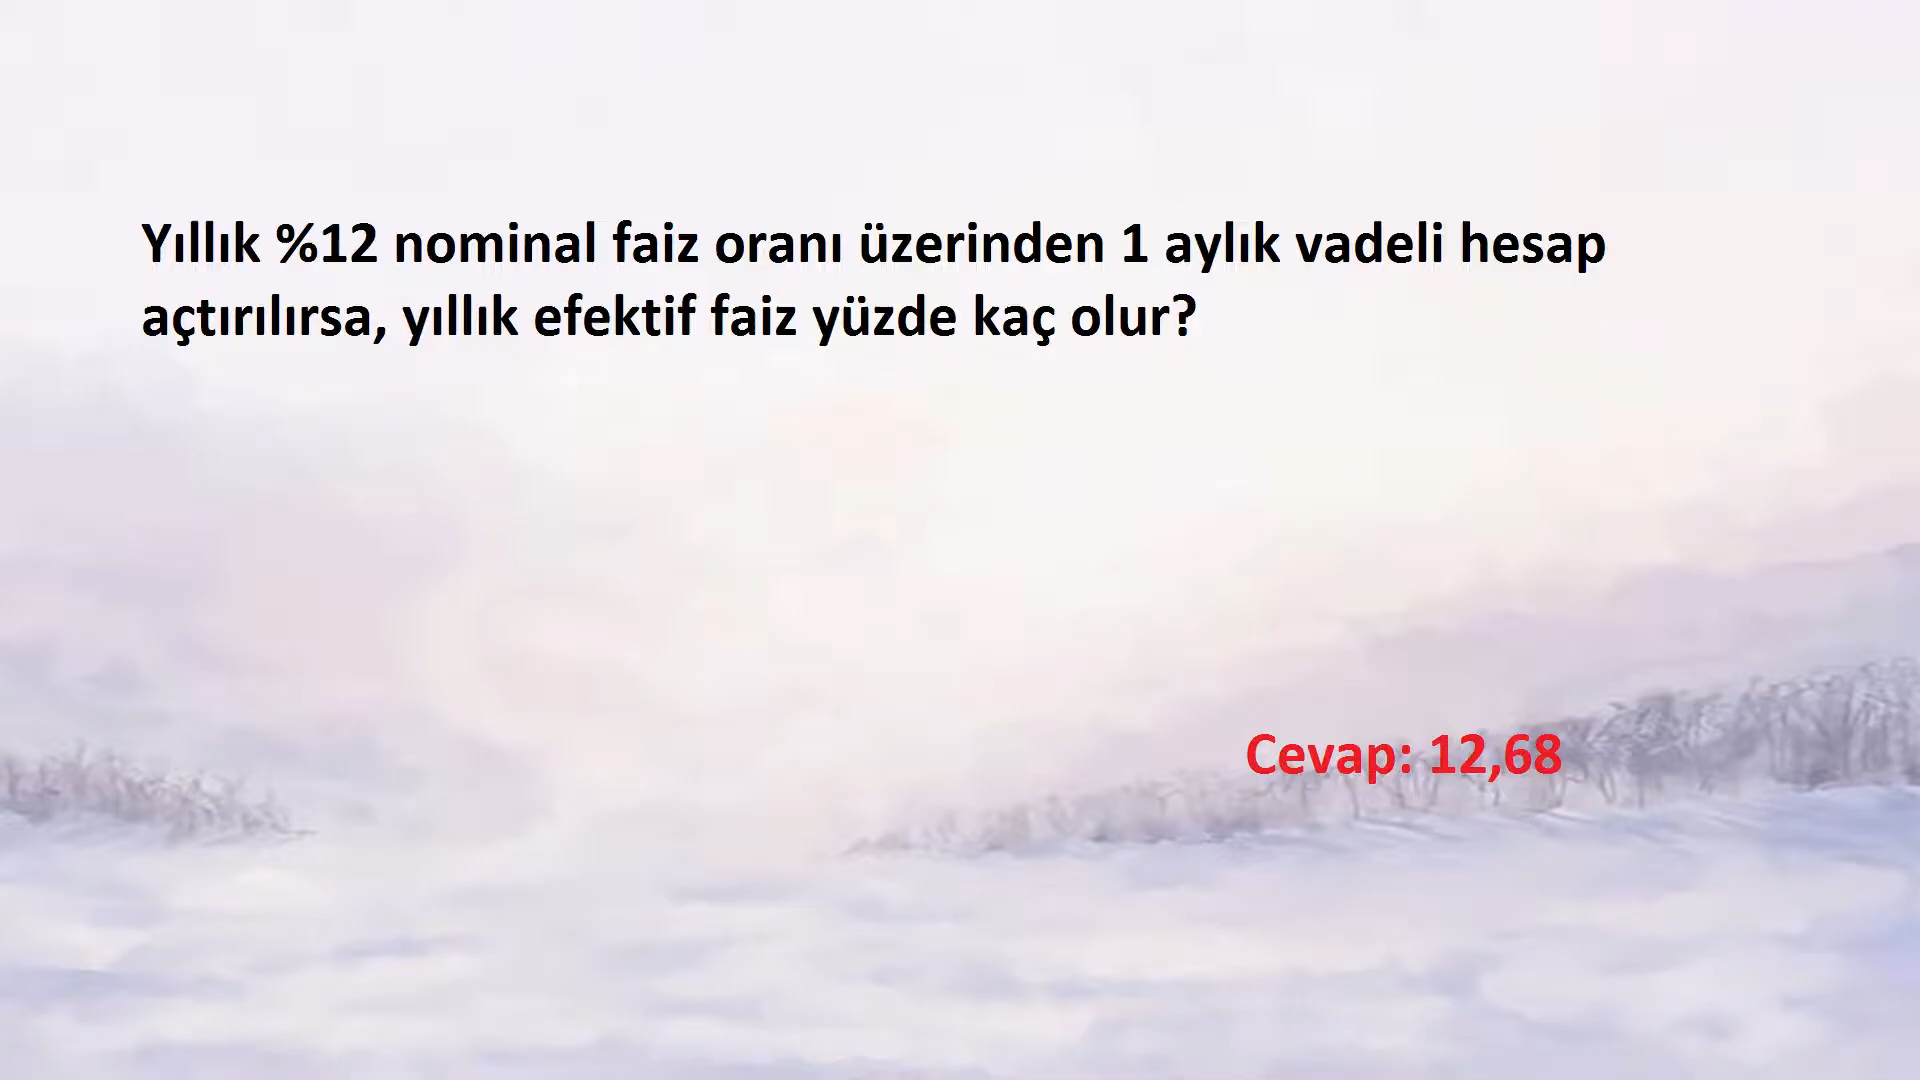 Yıllık %12 nominal faiz oranı üzerinden 1 aylık vadeli hesap
açtırılırsa, yıllık efektif faiz yüzde kaç olur?
Cevap: 12,68